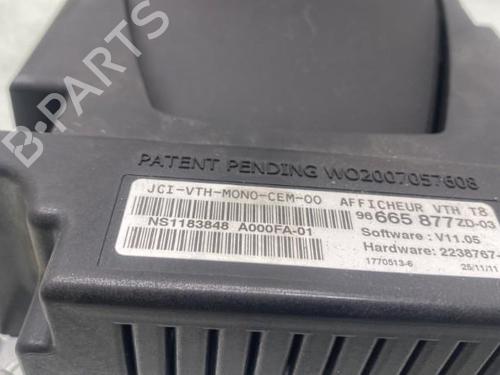 B-PARTS
PATENT PENDING WO2007057608
JCI-VTH-MONO-CEM-00 AFFICHEUR VTH T8
96 665 877 ZD-03
NS1183848 A000FA-01
Software : V11.05
Hardware: 2238767-
1770513-6 25/11/11